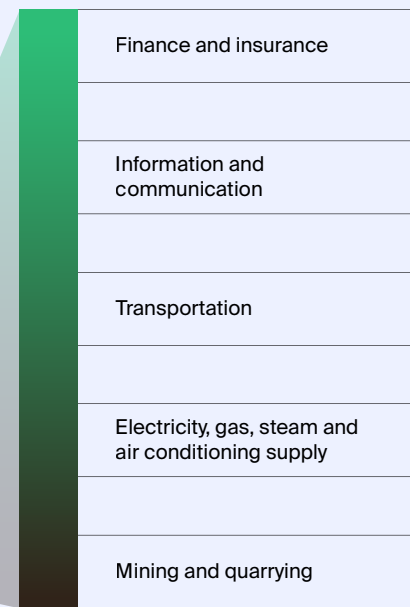 Finance and insurance
Information and
communication
Transportation
Electricity, gas, steam and
air conditioning supply
Mining and quarrying